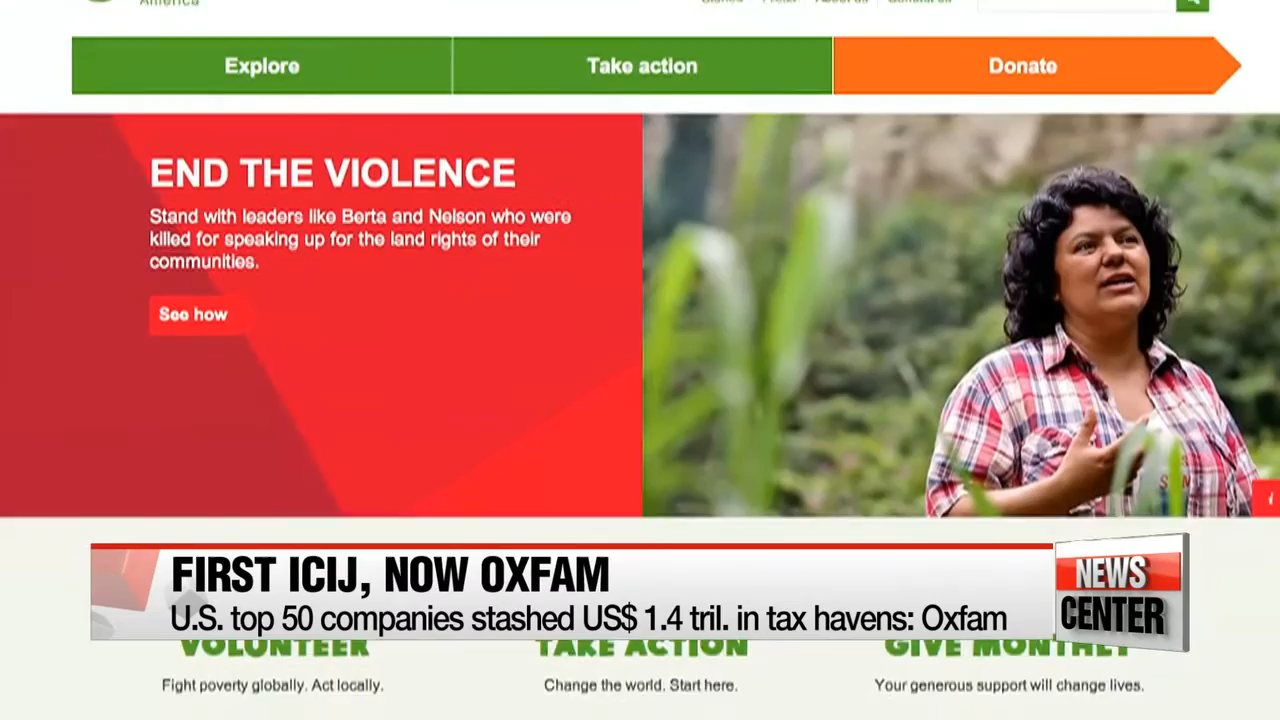 America
Explore
Take action
Donate
END THE VIOLENCE
Stand with leaders like Berta and Nelson who were
killed for speaking up for the land rights of their
communities.
See how
FIRST ICIJ, NOW OXFAM
U.S. top 50 companies stashed US$ 1.4 tril. in tax havens: Oxfam
NEWS
CENTER
VOLUNTEER
TAKE ACTION
GIVE MONTHLY
Fight poverty globally. Act locally.
Change the world. Start here.
Your generous support will change lives.